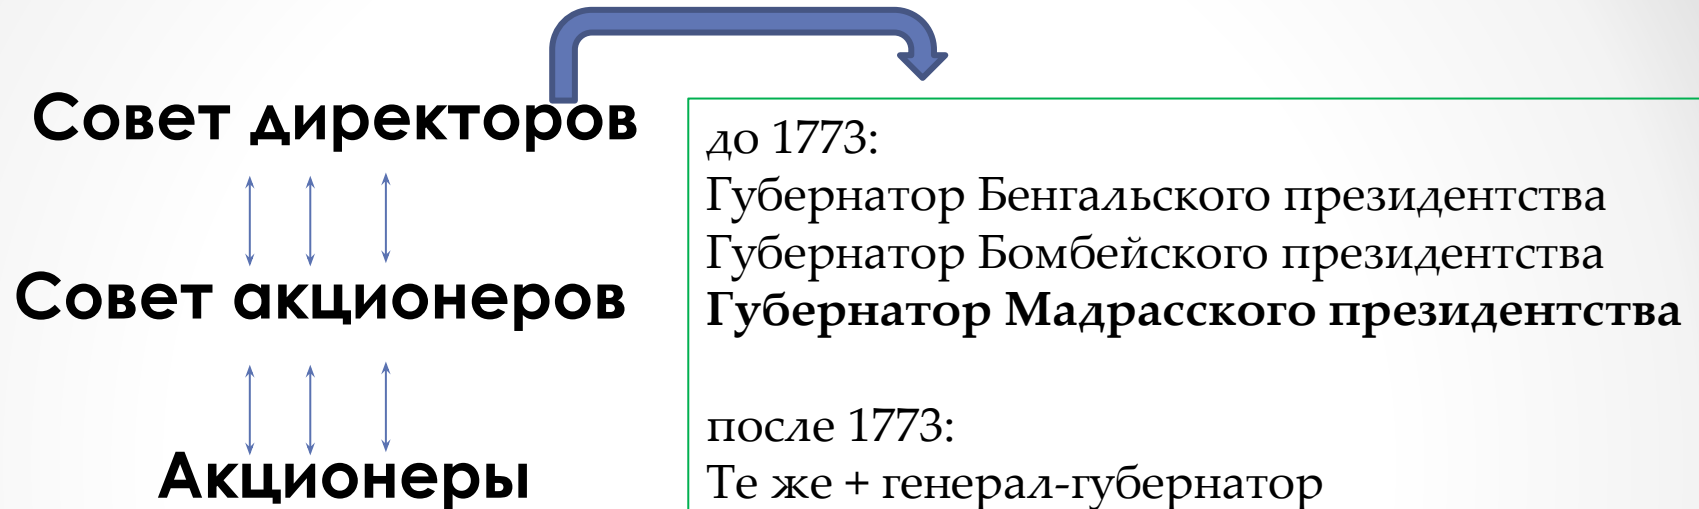 Совет директоров
Совет акционеров
Акционеры
до 1773:
Губернатор Бенгальского президентства
Губернатор Бомбейского президентства
Губернатор Мадрасского президентства
после 1773:
Те же + генерал-губернатор